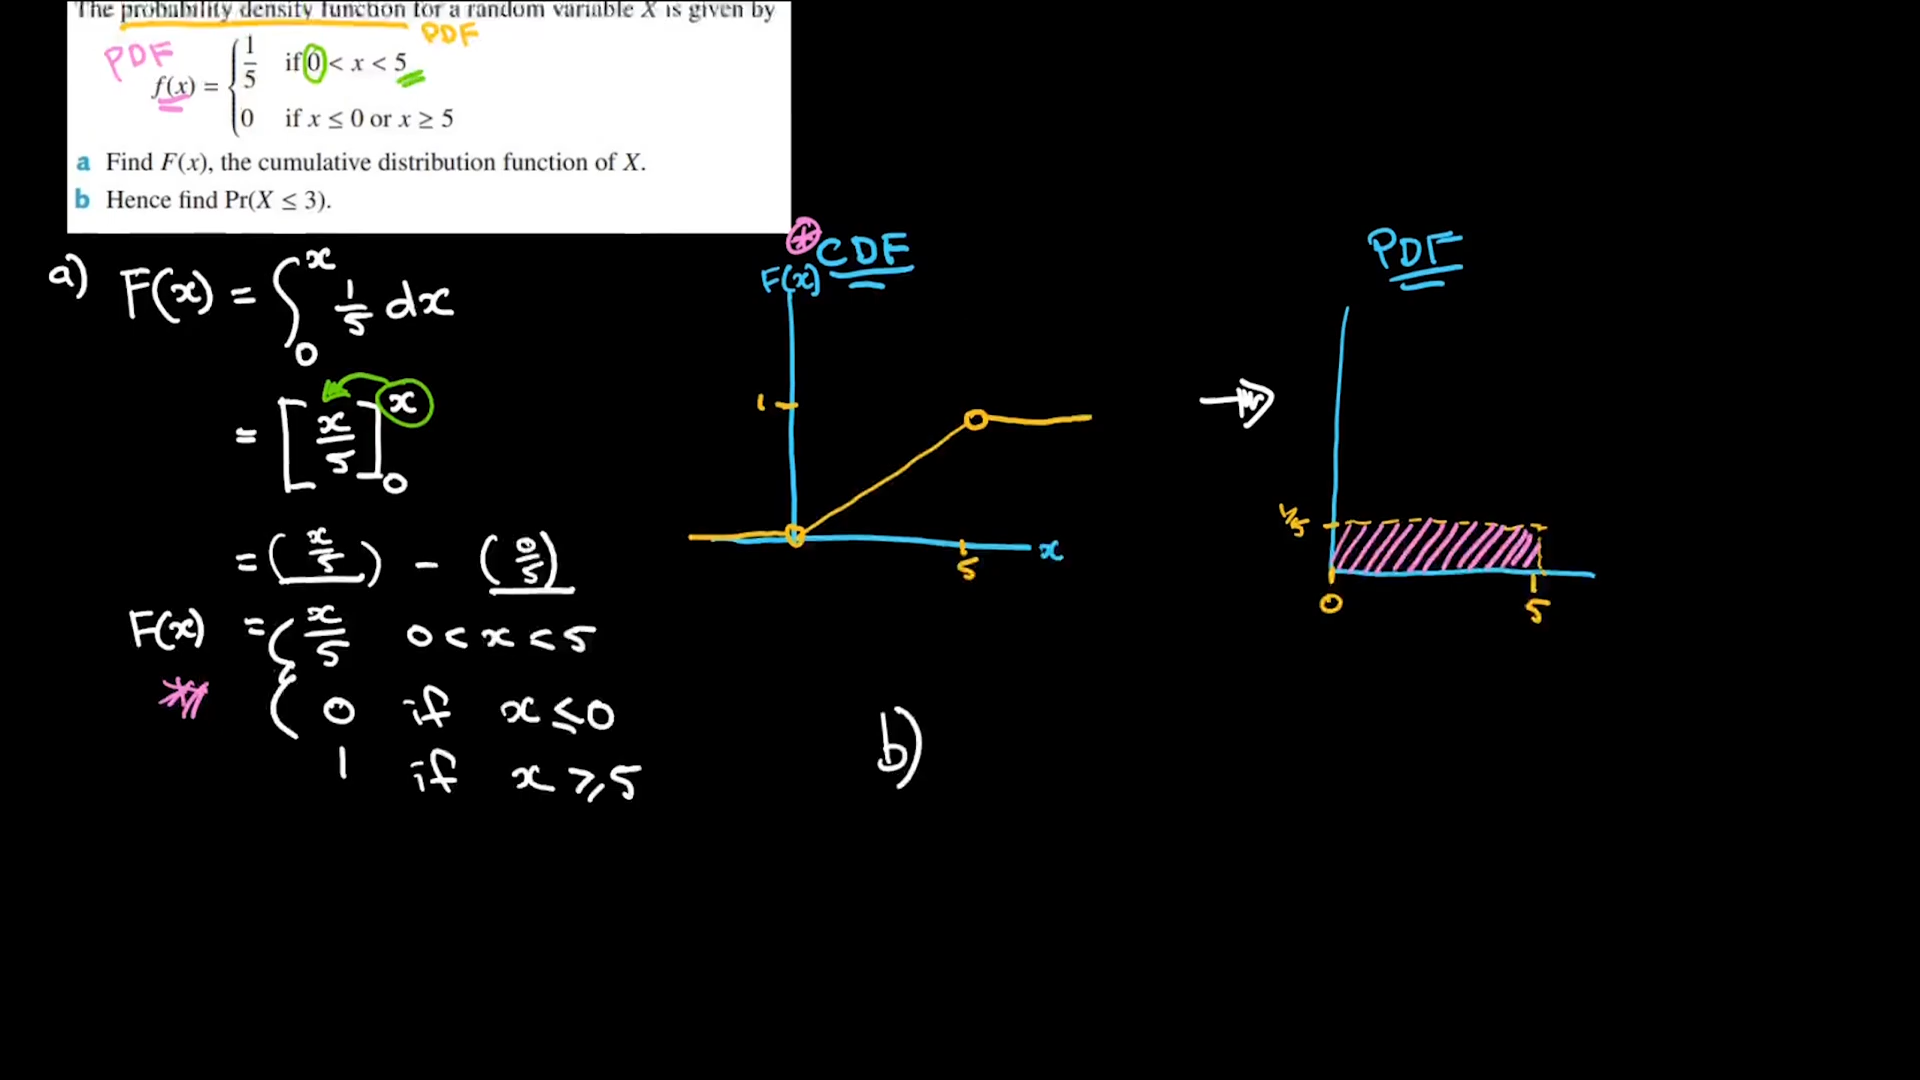 The probability density function for a random variable X is given by
PDF
PDF
f(x) = { 1/5 if 0 < x < 5
0 if x ≤ 0 or x ≥ 5
a Find F(x), the cumulative distribution function of X.
b Hence find Pr(X ≤ 3).
a) F(x) = ∫₀ˣ 1/5 dx
= [x/5]₀ˣ
= (x/5) - (0/5)
F(x) = { x/5 0 < x < 5
0 if x ≤ 0
1 if x ≥ 5
* CDF
F(x)
1
5
x
PDF
1/5
0
5
b)